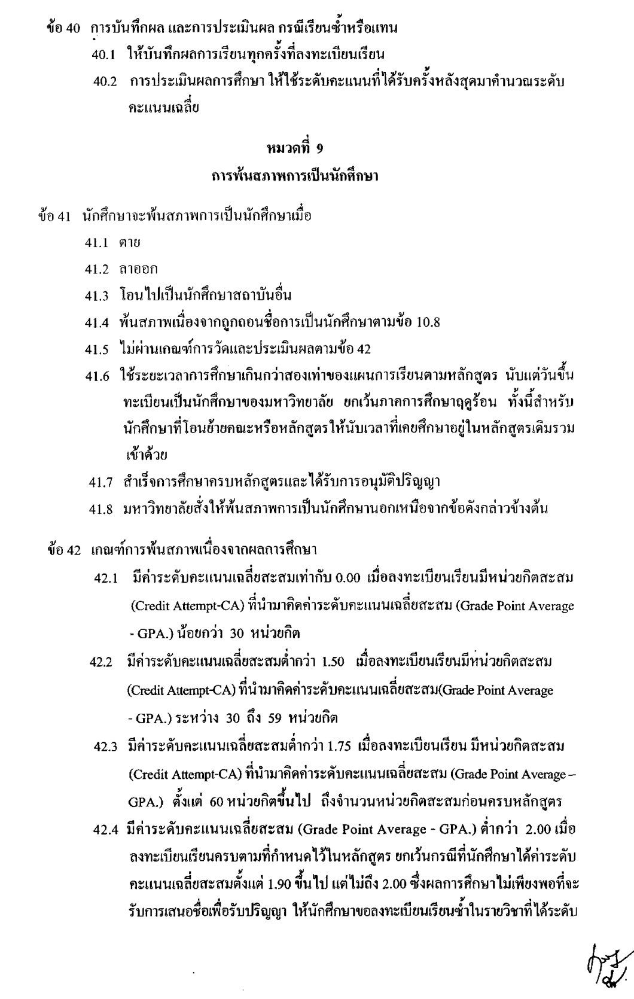 ข้อ 40 การบันทึกผล และการประเมินผล กรณีเรียนซ้ำหรือแทน
40.1 ให้บันทึกผลการเรียนทุกครั้งที่ลงทะเบียนเรียน
40.2 การประเมินผลการศึกษา ให้ใช้ระดับคะแนนที่ได้รับครั้งหลังสุดมาคำนวณระดับ
คะแนนเฉลี่ย
หมวดที่ 9
การพ้นสภาพการเป็นนักศึกษา
ข้อ 41 นักศึกษาจะพ้นสภาพการเป็นนักศึกษาเมื่อ
41.1 ตาย
41.2 ลาออก
41.3 โอนไปเป็นนักศึกษาสถาบันอื่น
41.4 พ้นสภาพเนื่องจากถูกถอนชื่อการเป็นนักศึกษาตามข้อ 10.8
41.5 ไม่ผ่านเกณฑ์การวัดและประเมินผลตามข้อ 42
41.6 ใช้ระยะเวลาการศึกษาเกินกว่าสองเท่าของแผนการเรียนตามหลักสูตร นับแต่วันขึ้น
ทะเบียนเป็นนักศึกษาของมหาวิทยาลัย ยกเว้นภาคการศึกษาฤดูร้อน ทั้งนี้สำหรับ
นักศึกษาที่โอนย้ายคณะหรือหลักสูตรให้นับเวลาที่เคยศึกษาอยู่ในหลักสูตรเดิมรวม
เข้าด้วย
41.7 สำเร็จการศึกษาครบหลักสูตรและได้รับการอนุมัติปริญญา
41.8 มหาวิทยาลัยสั่งให้พ้นสภาพการเป็นนักศึกษานอกเหนือจากข้อดังกล่าวข้างต้น
ข้อ 42 เกณฑ์การพ้นสภาพเนื่องจากผลการศึกษา
42.1 มีค่าระดับคะแนนเฉลี่ยสะสมเท่ากับ 0.00 เมื่อลงทะเบียนเรียนมีหน่วยกิตสะสม
(Credit Attempt-CA) ที่นำมาคิดค่าระดับคะแนนเฉลี่ยสะสม (Grade Point Average
- GPA.) น้อยกว่า 30 หน่วยกิต
42.2 มีค่าระดับคะแนนเฉลี่ยสะสมต่ำกว่า 1.50 เมื่อลงทะเบียนเรียนมีหน่วยกิตสะสม
(Credit Attempt-CA) ที่นำมาคิดค่าระดับคะแนนเฉลี่ยสะสม(Grade Point Average
- GPA.) ระหว่าง 30 ถึง 59 หน่วยกิต
42.3 มีค่าระดับคะแนนเฉลี่ยสะสมต่ำกว่า 1.75 เมื่อลงทะเบียนเรียน มีหน่วยกิตสะสม
(Credit Attempt-CA) ที่นำมาคิดค่าระดับคะแนนเฉลี่ยสะสม (Grade Point Average –
GPA.) ตั้งแต่ 60 หน่วยกิตขึ้นไป ถึงจำนวนหน่วยกิตสะสมก่อนครบหลักสูตร
42.4 มีค่าระดับคะแนนเฉลี่ยสะสม (Grade Point Average - GPA.) ต่ำกว่า 2.00 เมื่อ
ลงทะเบียนเรียนครบตามที่กำหนดไว้ในหลักสูตร ยกเว้นกรณีที่นักศึกษาได้ค่าระดับ
คะแนนเฉลี่ยสะสมตั้งแต่ 1.90 ขึ้นไป แต่ไม่ถึง 2.00 ซึ่งผลการศึกษาไม่เพียงพอที่จะ
รับการเสนอชื่อเพื่อรับปริญญา ให้นักศึกษาขอลงทะเบียนเรียนซ้ำในรายวิชาที่ได้ระดับ